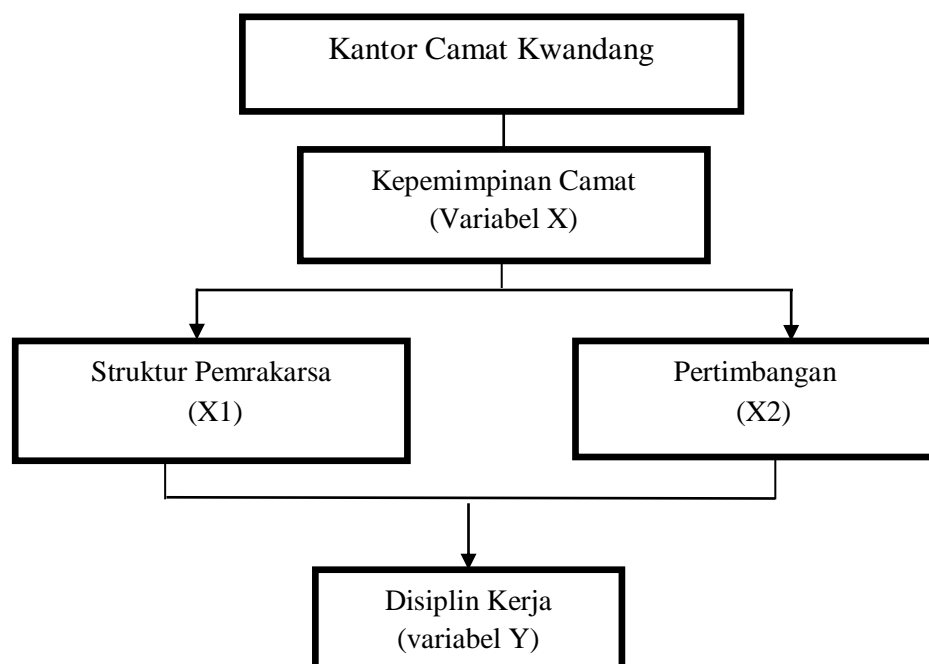 Kantor Camat Kwandang
Kepemimpinan Camat
(Variabel X)
Struktur Pemrakarsa
(X1)
Pertimbangan
(X2)
Disiplin Kerja
(variabel Y)